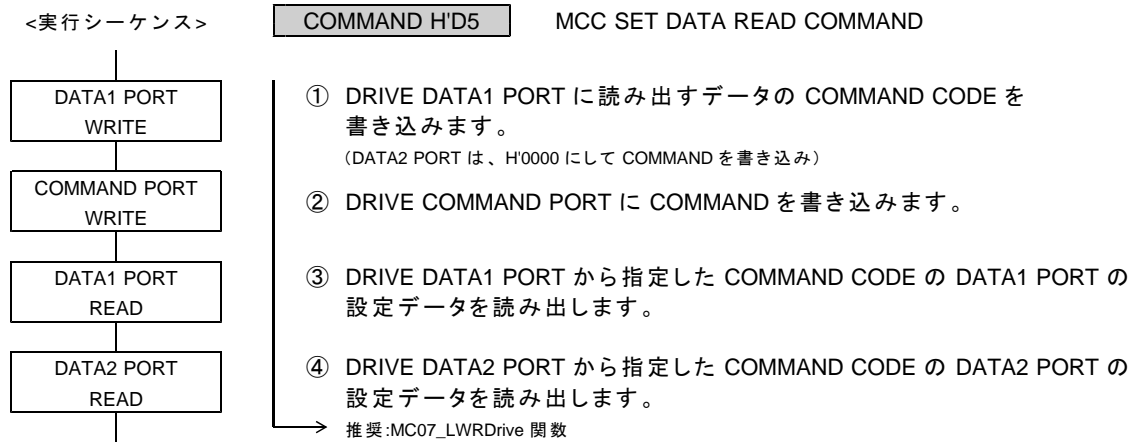 <実行シーケンス>
COMMAND H'D5 MCC SET DATA READ COMMAND
DATA1 PORT
WRITE
COMMAND PORT
WRITE
DATA1 PORT
READ
DATA2 PORT
READ
① DRIVE DATA1 PORT に読み出すデータの COMMAND CODE を
書き込みます。
（DATA2 PORT は、H'0000 にして COMMAND を書き込み）
② DRIVE COMMAND PORT に COMMAND を書き込みます。
③ DRIVE DATA1 PORT から指定した COMMAND CODE の DATA1 PORT の
設定データを読み出します。
④ DRIVE DATA2 PORT から指定した COMMAND CODE の DATA2 PORT の
設定データを読み出します。
推奨:MC07_LWRDrive 関数